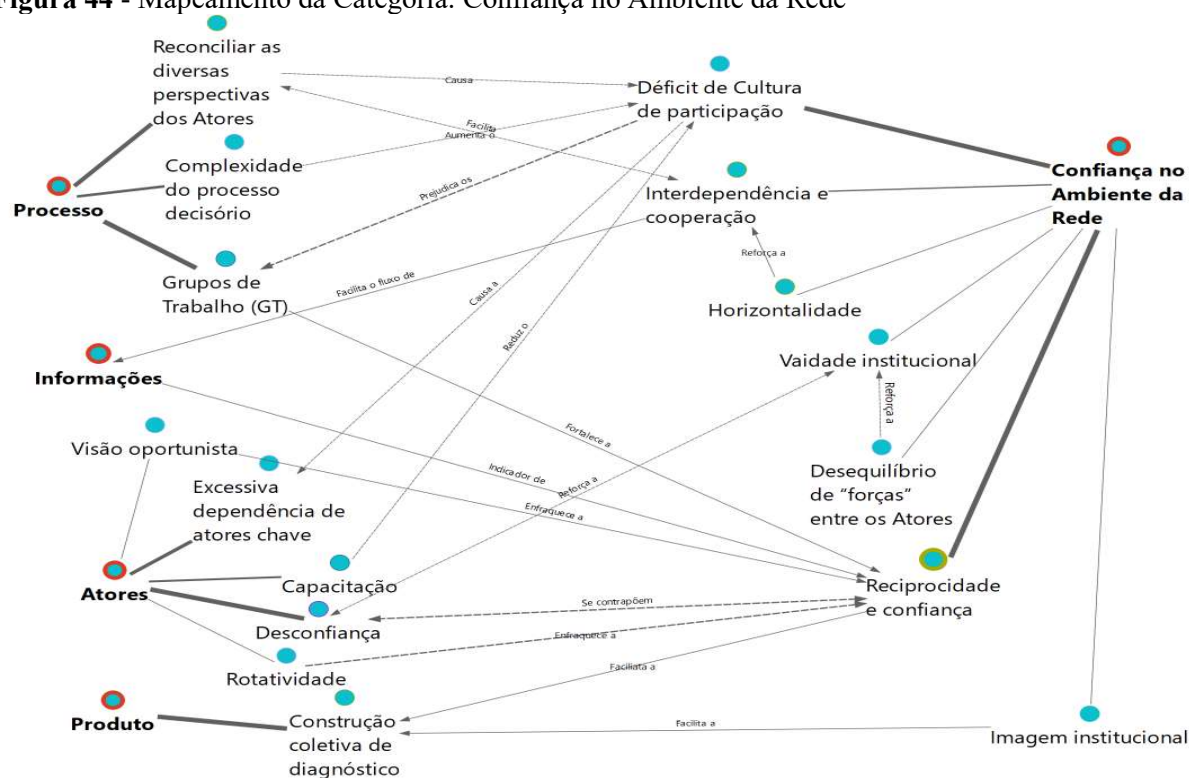 Figura 44 - Mapeamento da Categoria: Confiança no Ambiente da Rede
Reconciliar as
diversas
perspectivas
dos Atores
Causa
Déficit de Cultura
de participação
Facilita
Aumenta o
Complexidade
do processo
decisório
Confiança no
Ambiente da
Rede
Processo
Prejudica os
Interdependência e
cooperação
Reforça a
Grupos de
Trabalho (GT)
Facilita o fluxo de
Causa a
Horizontalidade
Reduz o
Informações
Vaidade institucional
Reforça a
Visão oportunista
Fortalece a
Indicador de
Reforça a
Enfraquece a
Excessiva
dependência de
atores chave
Desequilíbrio
de “forças”
entre os Atores
Atores
Capacitação
Reciprocidade
e confiança
Se contrapõem
Desconfiança
Enfraquece a
Rotatividade
Faciliata a
Produto
Construção
coletiva de
diagnóstico
Facilita a
Imagem institucional